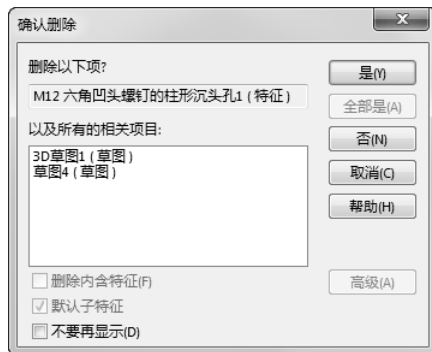 确认删除
删除以下项?
M12 六角凹头螺钉的柱形沉头孔1 ( 特征 )
以及所有的相关项目:
3D草图1 ( 草图 )
草图4 ( 草图 )
删除内含特征(F)
默认子特征
不要再显示(D)
是(Y)
全部是(A)
否(N)
取消(C)
帮助(H)
高级(A)